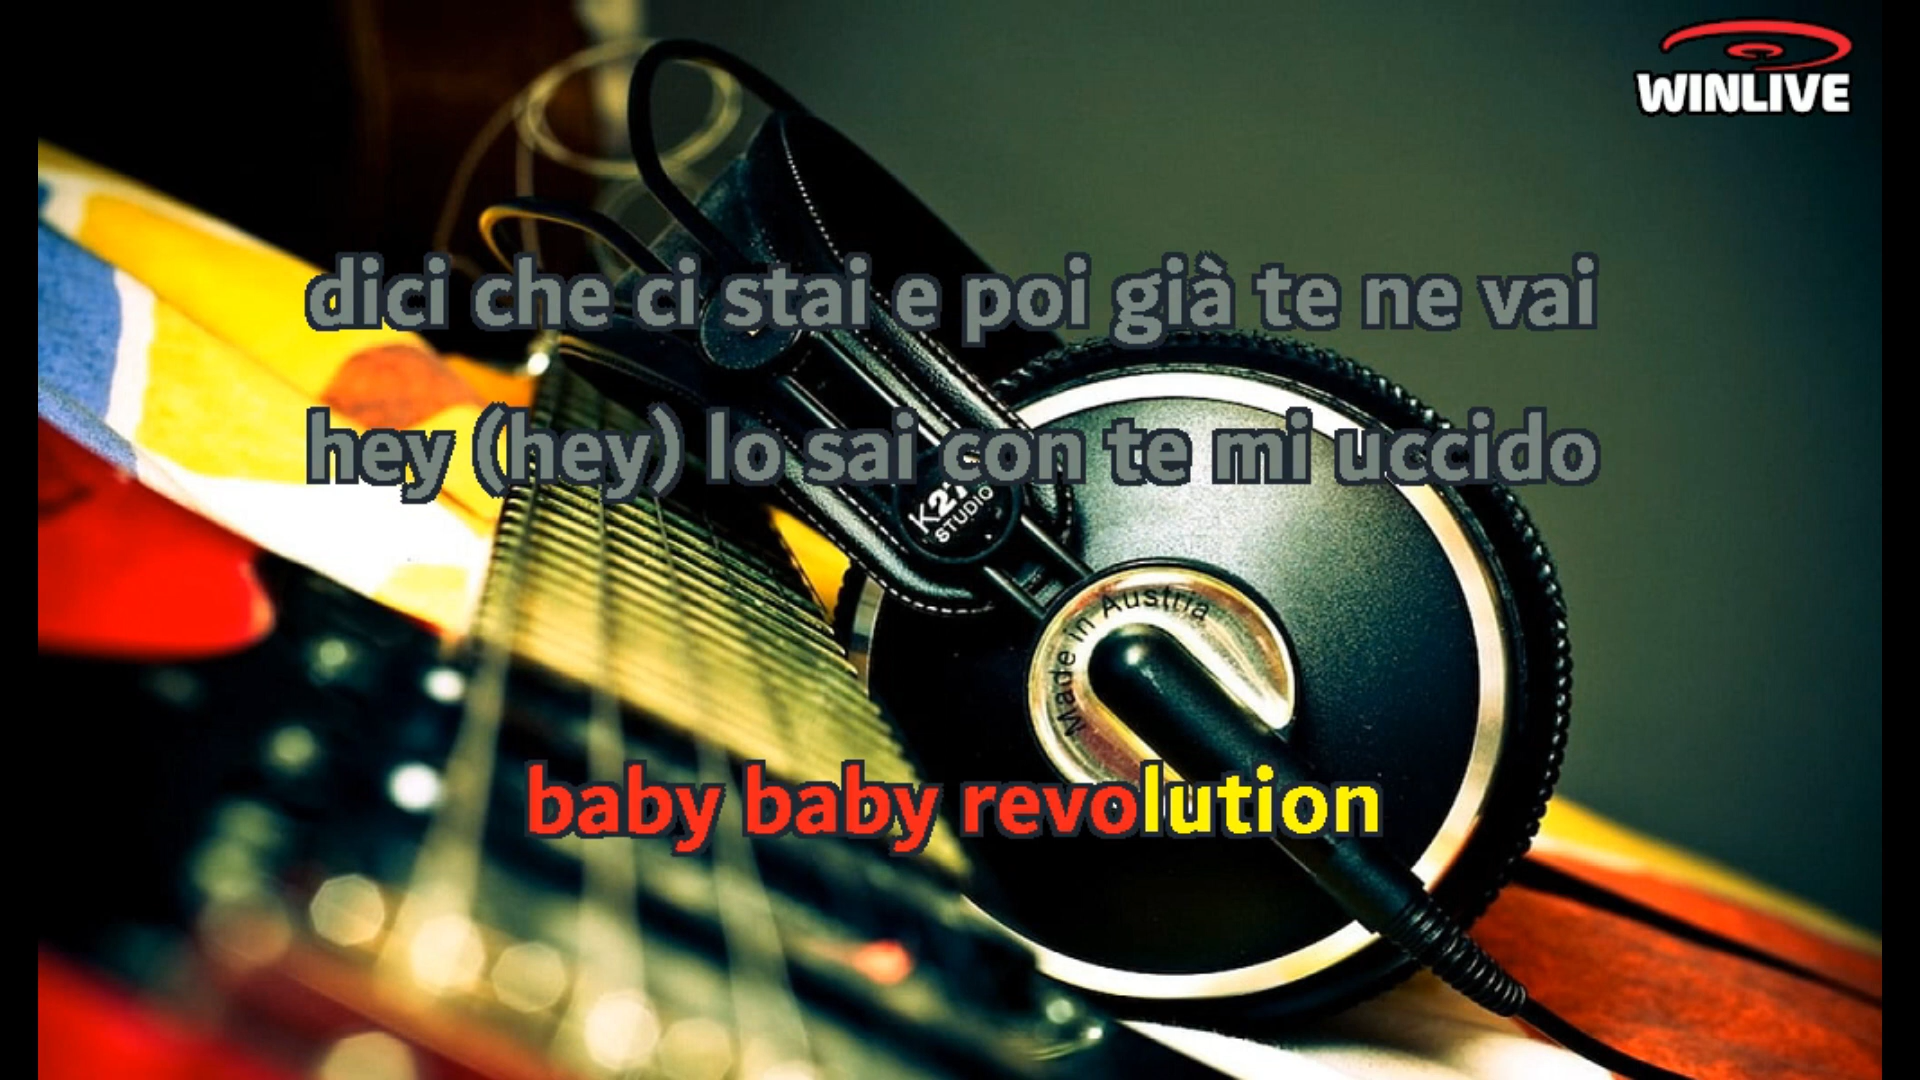 WINLIVE
dici che ci stai e poi già te ne vai
hey (hey) lo sai con te mi uccido
STUDIO
Made in Austria
baby baby revolution